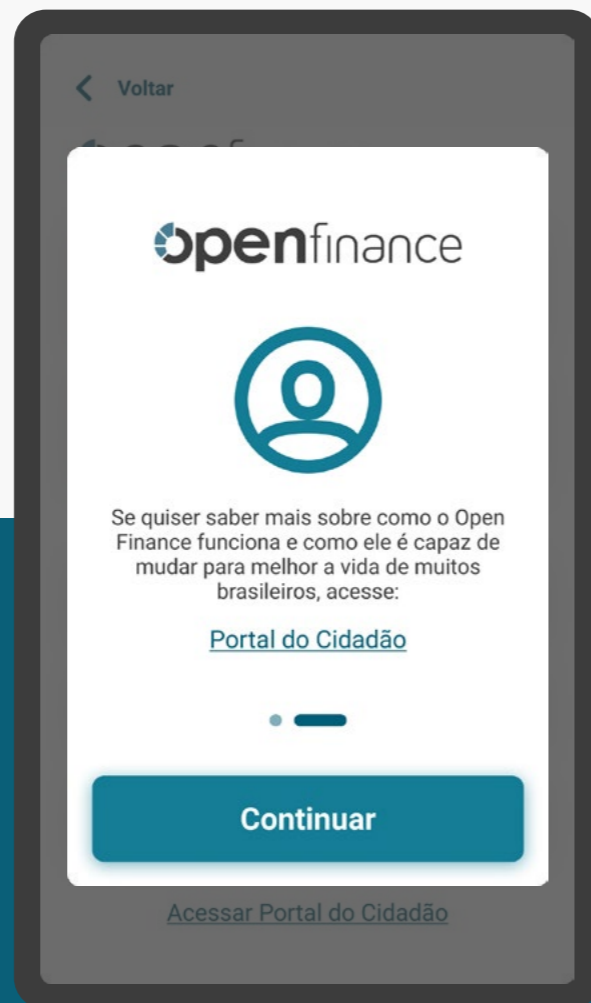 Voltar
openfinance
Se quiser saber mais sobre como o Open
Finance funciona e como ele é capaz de
mudar para melhor a vida de muitos
brasileiros, acesse:
Portal do Cidadão
Continuar
Acessar Portal do Cidadão